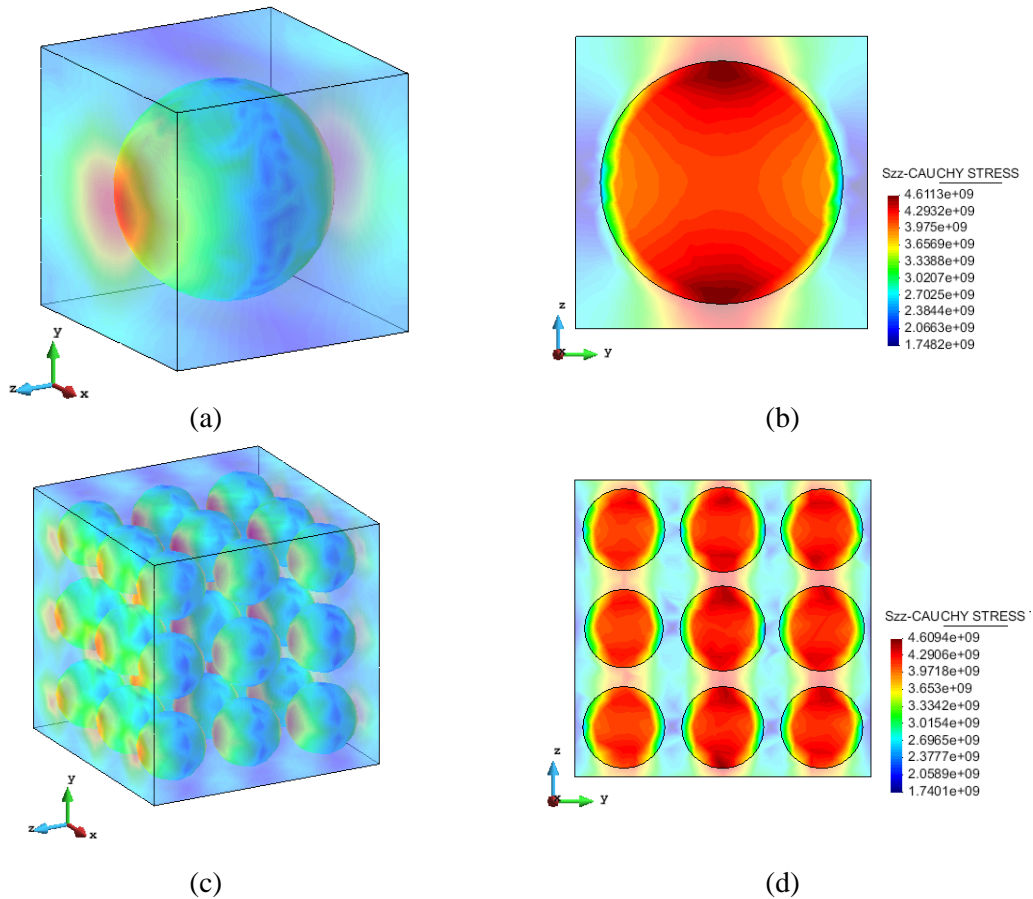 y
z
x
(a)
Szz-CAUCHY STRESS
4.6113e+09
4.2932e+09
3.975e+09
3.6569e+09
3.3388e+09
3.0207e+09
2.7025e+09
2.3844e+09
2.0663e+09
1.7482e+09
z
x
y
(b)
y
z
x
(c)
Szz-CAUCHY STRESS
4.6094e+09
4.2906e+09
3.9718e+09
3.653e+09
3.3342e+09
3.0154e+09
2.6965e+09
2.3777e+09
2.0589e+09
1.7401e+09
z
x
y
(d)